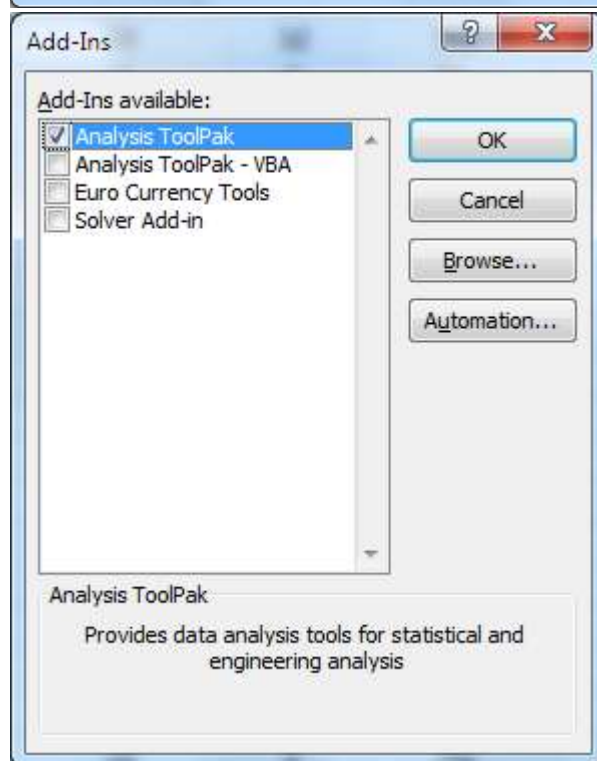 Add-Ins
Add-Ins available:
Analysis ToolPak
Analysis ToolPak - VBA
Euro Currency Tools
Solver Add-in
OK
Cancel
Browse...
Automation...
Analysis ToolPak
Provides data analysis tools for statistical and
engineering analysis